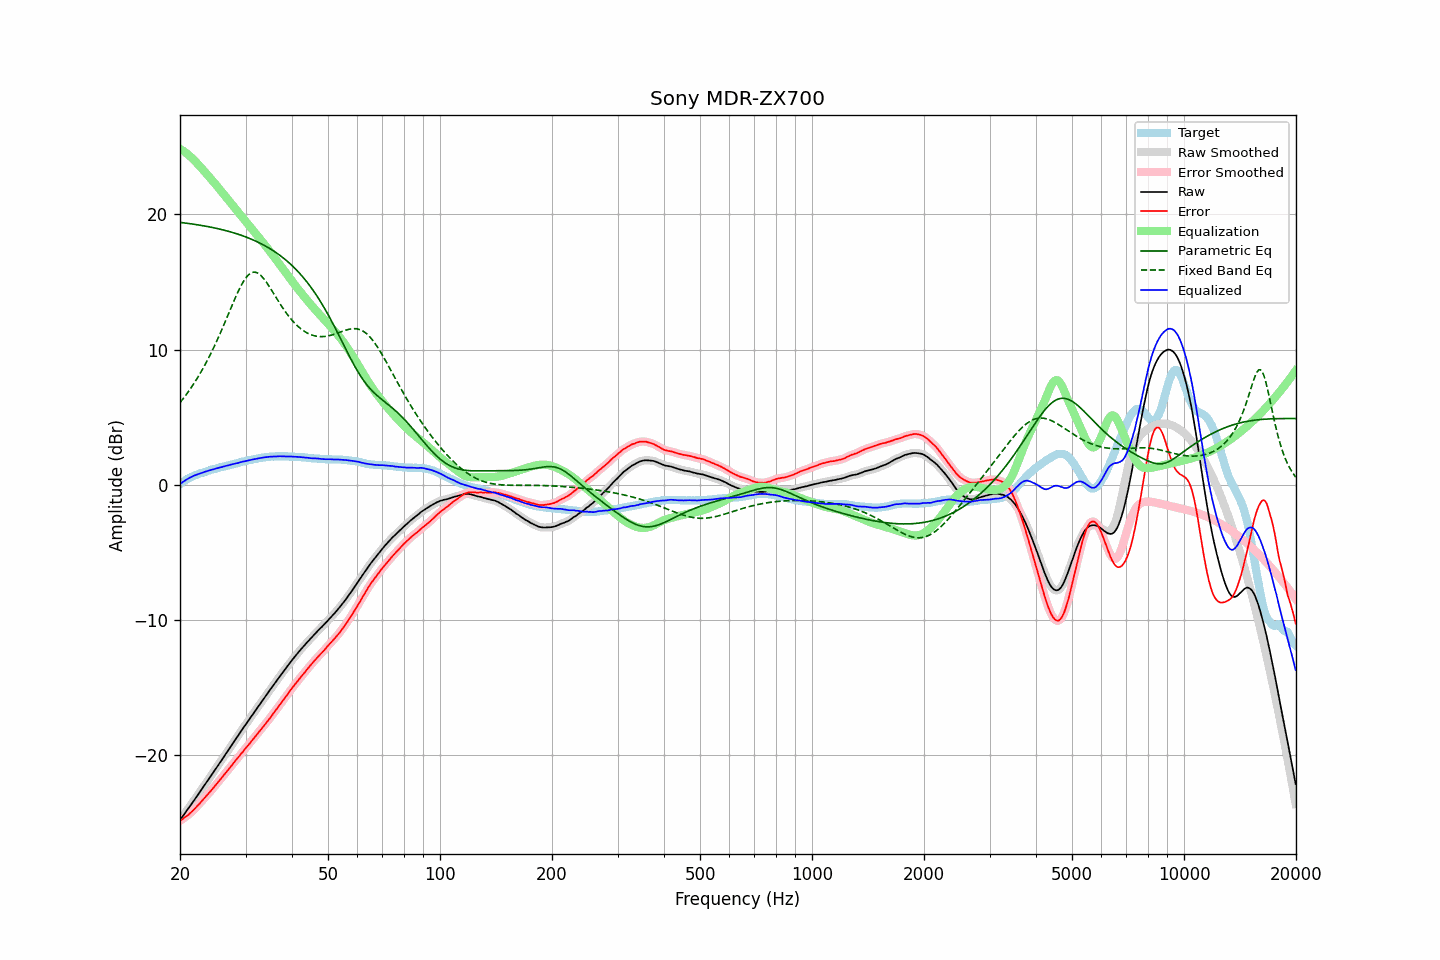 Sony MDR-ZX700
Target
Raw Smoothed
Error Smoothed
Raw
Error
Equalization
Parametric Eq
Fixed Band Eq
Equalized
Amplitude (dBr)
20
10
0
−10
−20
20 50 100 200 500 1000 2000 5000 10000 20000
Frequency (Hz)